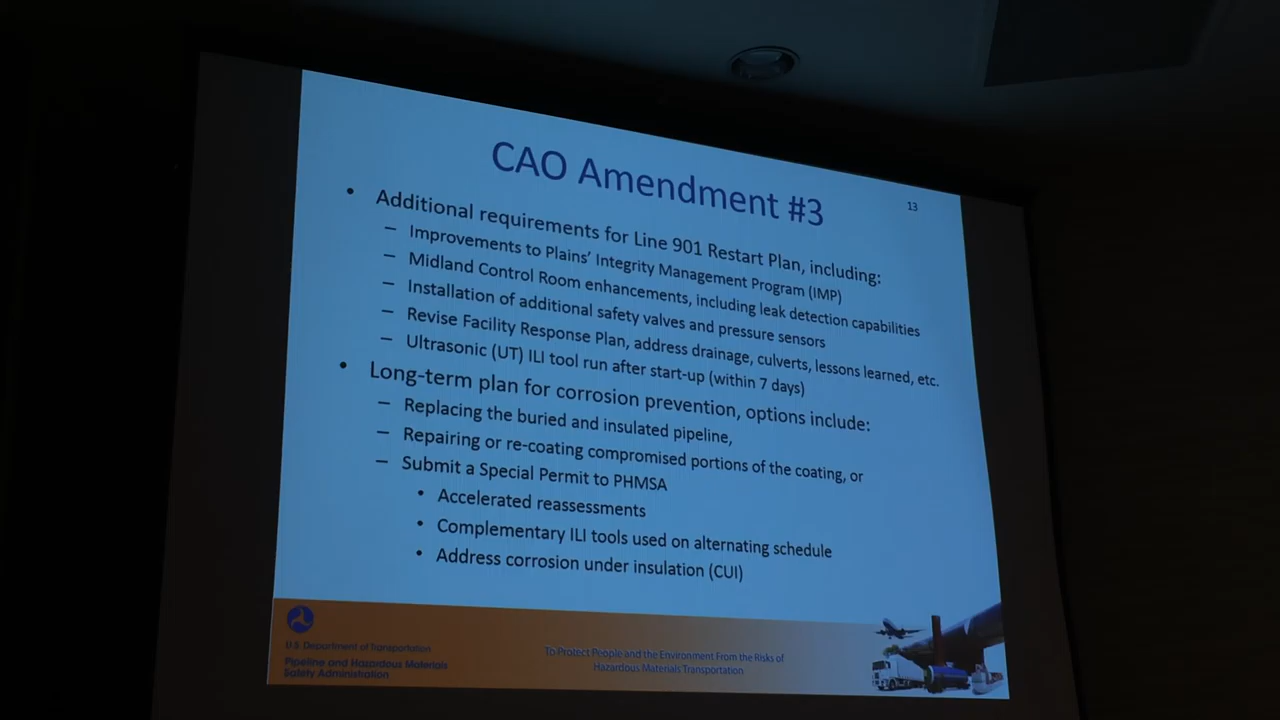 CAO Amendment #3
13
• Additional requirements for Line 901 Restart Plan, including:
– Improvements to Plains' Integrity Management Program (IMP)
– Midland Control Room enhancements, including leak detection capabilities
– Installation of additional safety valves and pressure sensors
– Revise Facility Response Plan, address drainage, culverts, lessons learned, etc.
– Ultrasonic (UT) ILI tool run after start-up (within 7 days)
• Long-term plan for corrosion prevention, options include:
– Replacing the buried and insulated pipeline,
– Repairing or re-coating compromised portions of the coating, or
– Submit a Special Permit to PHMSA
• Accelerated reassessments
• Complementary ILI tools used on alternating schedule
• Address corrosion under insulation (CUI)
U.S. Department of Transportation
Pipeline and Hazardous Materials
Safety Administration
To Protect People and the Environment From the Risks of
Hazardous Materials Transportation